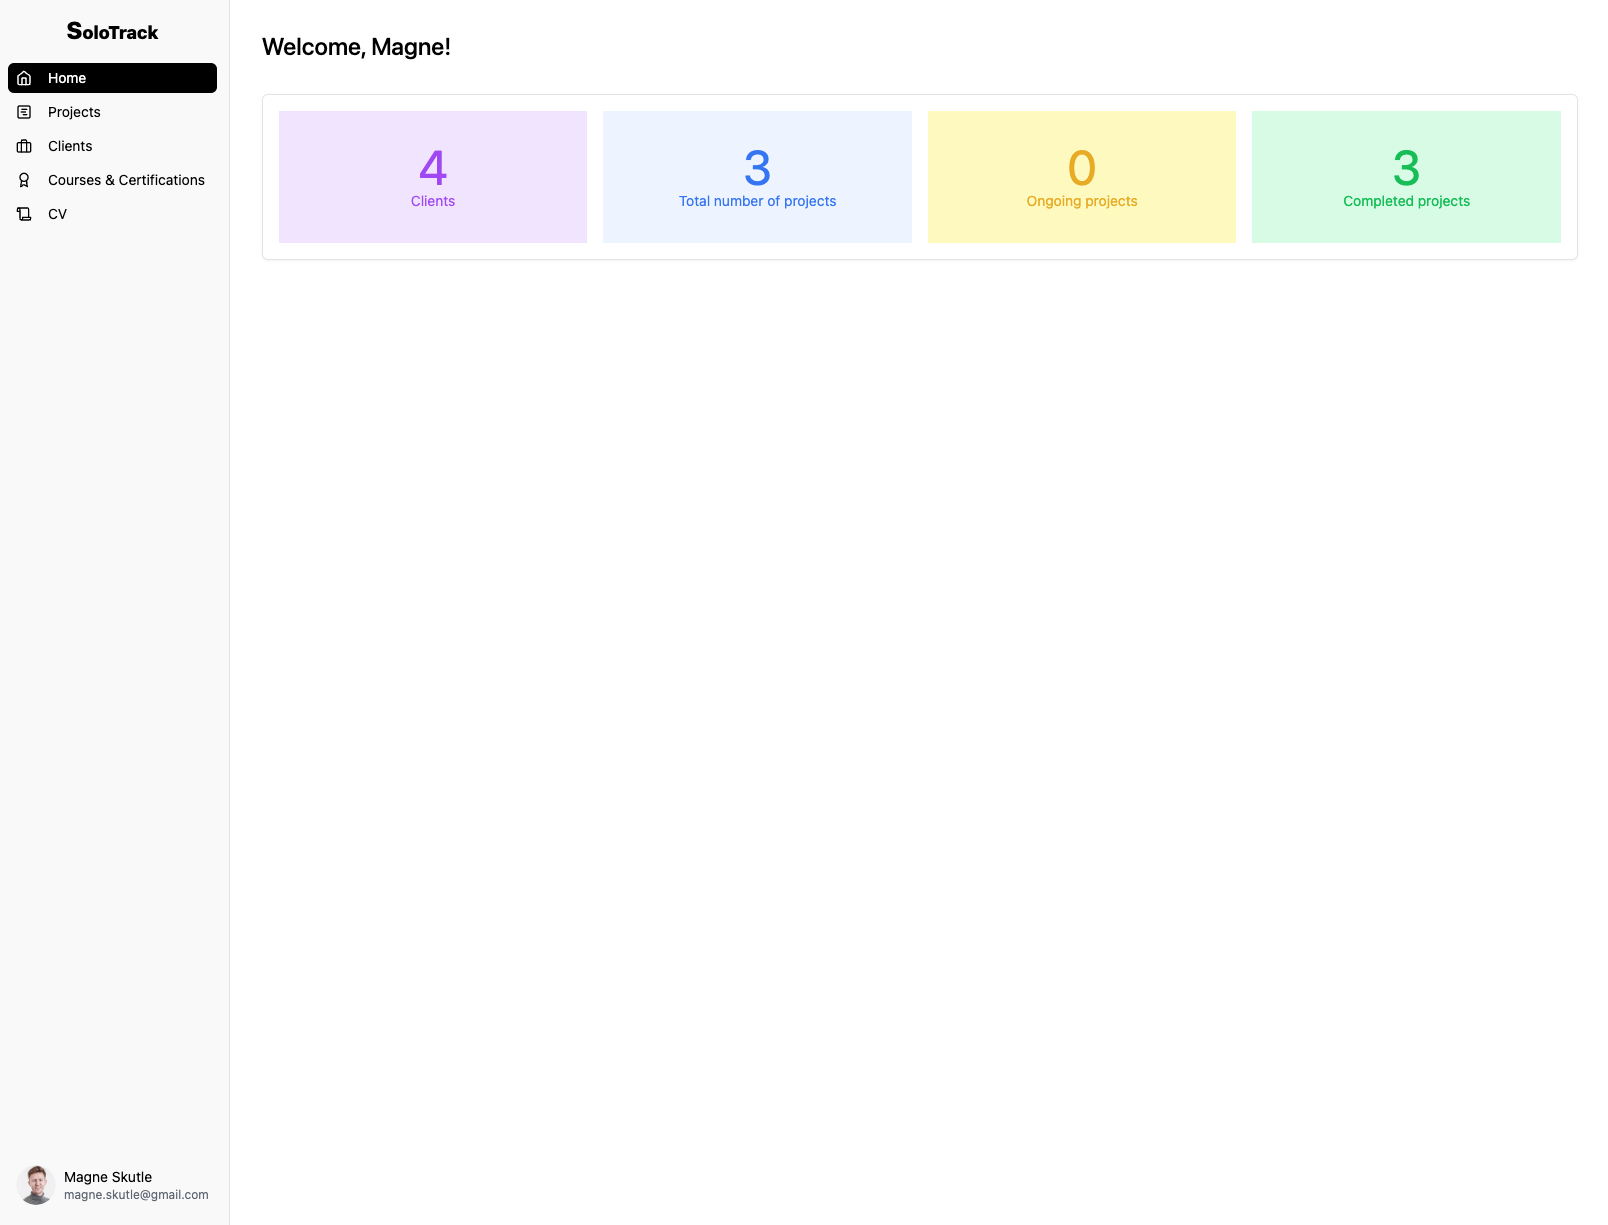 SoloTrack
Home
Projects
Clients
Courses & Certifications
CV
Welcome, Magne!
4
Clients
3
Total number of projects
0
Ongoing projects
3
Completed projects
Magne Skutle
magne.skutle@gmail.com